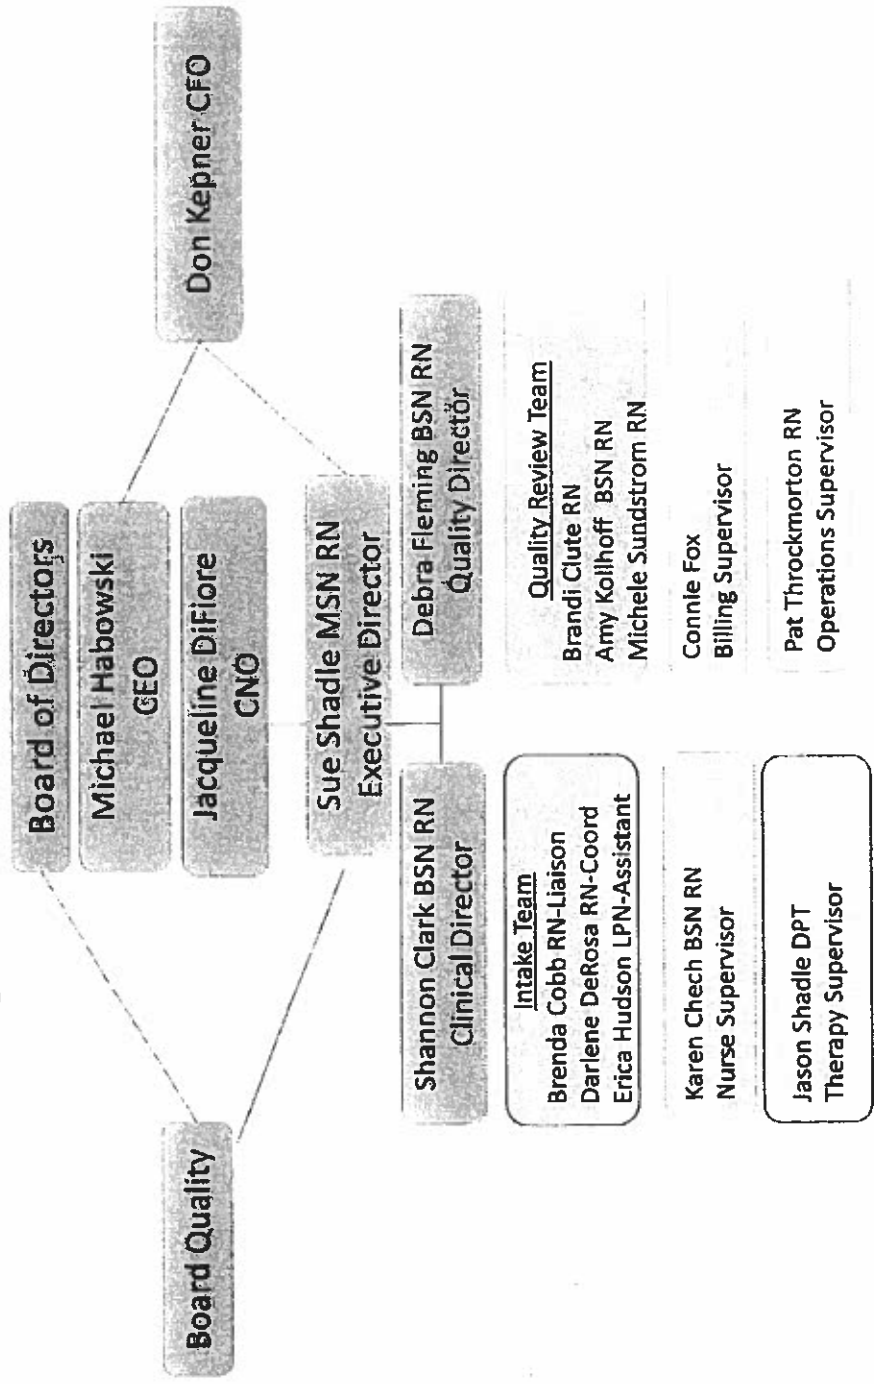 Board of Directors
Michael Habowski
CEO
Jacqueline DiFiore
CNO
Board Quality
Don Kepner CFO
Sue Shadle MSN RN
Executive Director
Shannon Clark BSN RN
Clinical Director
Debra Fleming BSN RN
Quality Director
Intake Team
Brenda Cobb RN-Liaison
Darlene DeRosa RN-Coord
Erica Hudson LPN-Assistant
Quality Review Team
Brandi Clute RN
Amy Kollhoff BSN RN
Michele Sundstrom RN
Karen Chech BSN RN
Nurse Supervisor
Connie Fox
Billing Supervisor
Jason Shadle DPT
Therapy Supervisor
Pat Throckmorton RN
Operations Supervisor